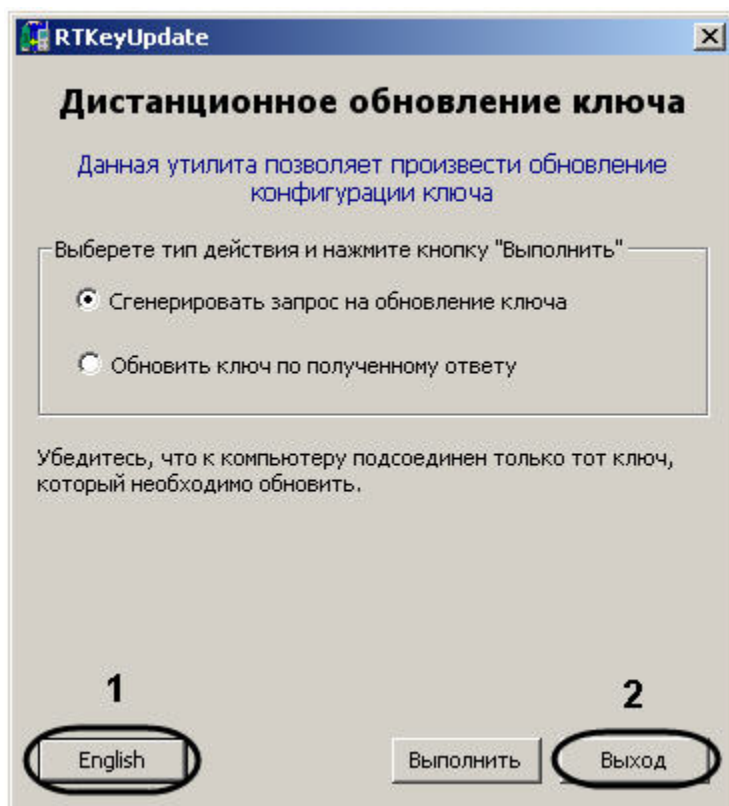 RTKeyUpdate
Дистанционное обновление ключа
Данная утилита позволяет произвести обновление
конфигурации ключа
Выберете тип действия и нажмите кнопку "Выполнить"
Сгенерировать запрос на обновление ключа
Обновить ключ по полученному ответу
Убедитесь, что к компьютеру подсоединен только тот ключ,
который необходимо обновить.
1
2
English
Выполнить
Выход